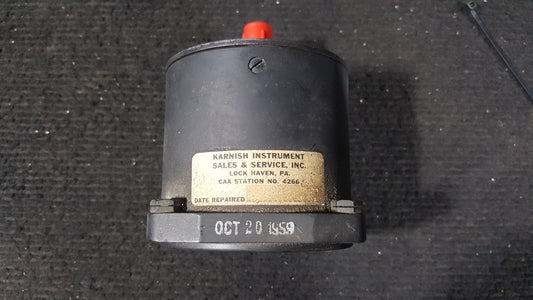 KARNISH INSTRUMENT
SALES & SERVICE, INC.
LOCK HAVEN, PA.
CAA STATION NO. 4266
DATE REPAIRED
OCT 20 1959